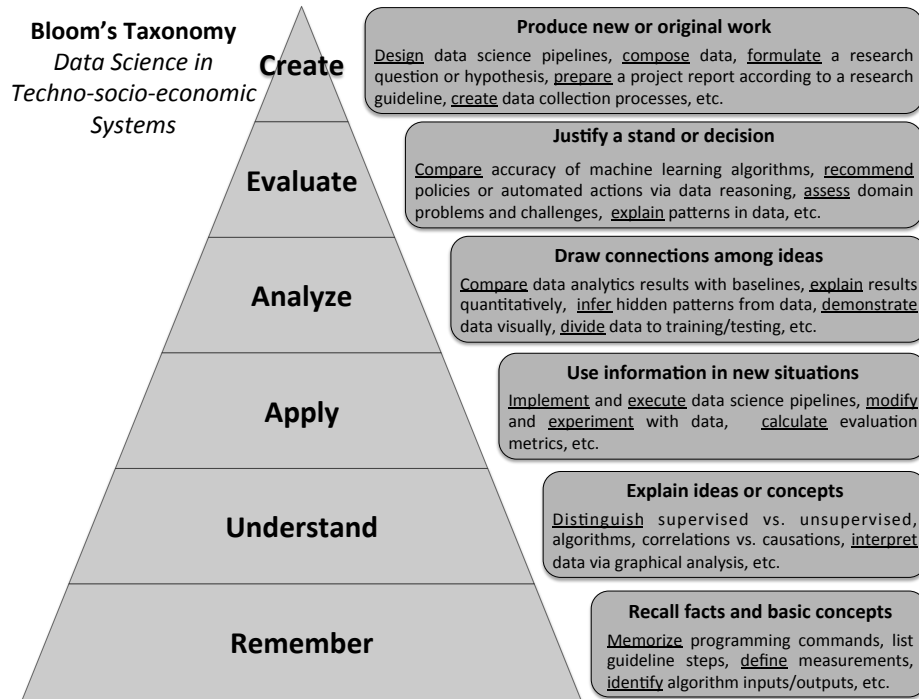 Bloom's Taxonomy
Data Science in
Techno-socio-economic
Systems
Create
Produce new or original work
Design data science pipelines, compose data, formulate a research
question or hypothesis, prepare a project report according to a research
guideline, create data collection processes, etc.
Evaluate
Justify a stand or decision
Compare accuracy of machine learning algorithms, recommend
policies or automated actions via data reasoning, assess domain
problems and challenges, explain patterns in data, etc.
Analyze
Draw connections among ideas
Compare data analytics results with baselines, explain results
quantitatively, infer hidden patterns from data, demonstrate
data visually, divide data to training/testing, etc.
Apply
Use information in new situations
Implement and execute data science pipelines, modify
and experiment with data, calculate evaluation
metrics, etc.
Understand
Explain ideas or concepts
Distinguish supervised vs. unsupervised,
algorithms, correlations vs. causations, interpret
data via graphical analysis, etc.
Remember
Recall facts and basic concepts
Memorize programming commands, list
guideline steps, define measurements,
identify algorithm inputs/outputs, etc.